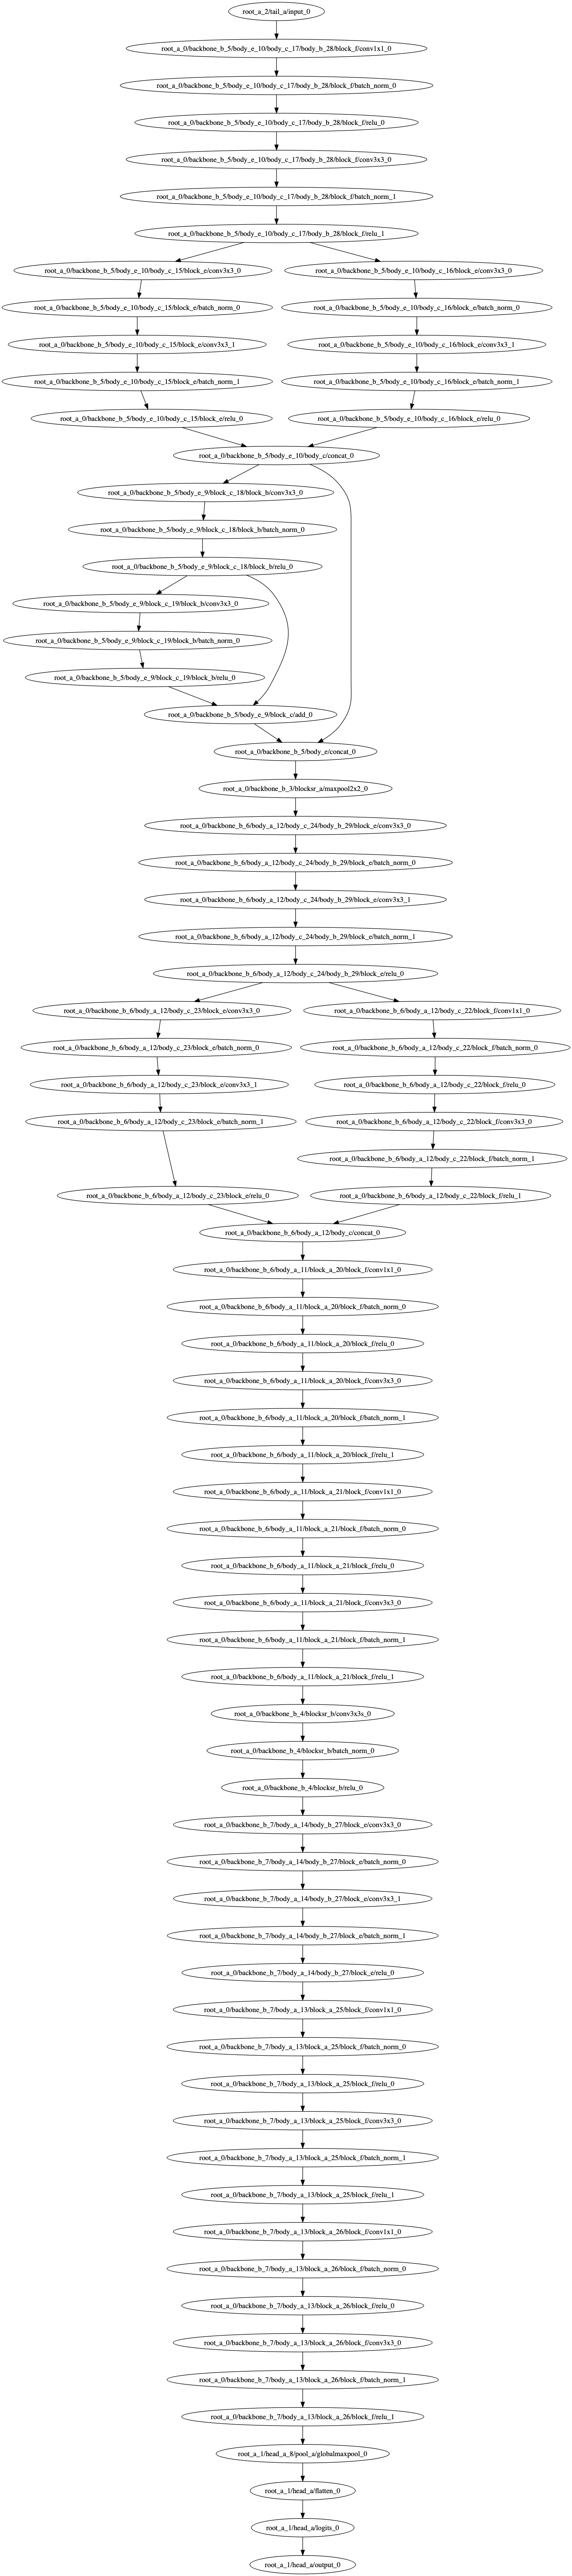 root_a_2/tail_a/input_0
root_a_0/backbone_b_5/body_e_10/body_c_17/body_b_28/block_f/conv1x1_0
root_a_0/backbone_b_5/body_e_10/body_c_17/body_b_28/block_f/batch_norm_0
root_a_0/backbone_b_5/body_e_10/body_c_17/body_b_28/block_f/relu_0
root_a_0/backbone_b_5/body_e_10/body_c_17/body_b_28/block_f/conv3x3_0
root_a_0/backbone_b_5/body_e_10/body_c_17/body_b_28/block_f/batch_norm_1
root_a_0/backbone_b_5/body_e_10/body_c_17/body_b_28/block_f/relu_1
root_a_0/backbone_b_5/body_e_10/body_c_15/block_e/conv3x3_0
root_a_0/backbone_b_5/body_e_10/body_c_16/block_e/conv3x3_0
root_a_0/backbone_b_5/body_e_10/body_c_15/block_e/batch_norm_0
root_a_0/backbone_b_5/body_e_10/body_c_16/block_e/batch_norm_0
root_a_0/backbone_b_5/body_e_10/body_c_15/block_e/conv3x3_1
root_a_0/backbone_b_5/body_e_10/body_c_16/block_e/conv3x3_1
root_a_0/backbone_b_5/body_e_10/body_c_15/block_e/batch_norm_1
root_a_0/backbone_b_5/body_e_10/body_c_16/block_e/batch_norm_1
root_a_0/backbone_b_5/body_e_10/body_c_15/block_e/relu_0
root_a_0/backbone_b_5/body_e_10/body_c_16/block_e/relu_0
root_a_0/backbone_b_5/body_e_10/body_c/concat_0
root_a_0/backbone_b_5/body_e_9/block_c_18/block_b/conv3x3_0
root_a_0/backbone_b_5/body_e_9/block_c_18/block_b/batch_norm_0
root_a_0/backbone_b_5/body_e_9/block_c_18/block_b/relu_0
root_a_0/backbone_b_5/body_e_9/block_c_19/block_b/conv3x3_0
root_a_0/backbone_b_5/body_e_9/block_c_19/block_b/batch_norm_0
root_a_0/backbone_b_5/body_e_9/block_c_19/block_b/relu_0
root_a_0/backbone_b_5/body_e_9/block_c/add_0
root_a_0/backbone_b_5/body_e/concat_0
root_a_0/backbone_b_3/blocksr_a/maxpool2x2_0
root_a_0/backbone_b_6/body_a_12/body_c_24/body_b_29/block_e/conv3x3_0
root_a_0/backbone_b_6/body_a_12/body_c_24/body_b_29/block_e/batch_norm_0
root_a_0/backbone_b_6/body_a_12/body_c_24/body_b_29/block_e/conv3x3_1
root_a_0/backbone_b_6/body_a_12/body_c_24/body_b_29/block_e/batch_norm_1
root_a_0/backbone_b_6/body_a_12/body_c_24/body_b_29/block_e/relu_0
root_a_0/backbone_b_6/body_a_12/body_c_23/block_e/conv3x3_0
root_a_0/backbone_b_6/body_a_12/body_c_22/block_f/conv1x1_0
root_a_0/backbone_b_6/body_a_12/body_c_23/block_e/batch_norm_0
root_a_0/backbone_b_6/body_a_12/body_c_22/block_f/batch_norm_0
root_a_0/backbone_b_6/body_a_12/body_c_23/block_e/conv3x3_1
root_a_0/backbone_b_6/body_a_12/body_c_22/block_f/relu_0
root_a_0/backbone_b_6/body_a_12/body_c_23/block_e/batch_norm_1
root_a_0/backbone_b_6/body_a_12/body_c_22/block_f/conv3x3_0
root_a_0/backbone_b_6/body_a_12/body_c_22/block_f/batch_norm_1
root_a_0/backbone_b_6/body_a_12/body_c_23/block_e/relu_0
root_a_0/backbone_b_6/body_a_12/body_c_22/block_f/relu_1
root_a_0/backbone_b_6/body_a_12/body_c/concat_0
root_a_0/backbone_b_6/body_a_11/block_a_20/block_f/conv1x1_0
root_a_0/backbone_b_6/body_a_11/block_a_20/block_f/batch_norm_0
root_a_0/backbone_b_6/body_a_11/block_a_20/block_f/relu_0
root_a_0/backbone_b_6/body_a_11/block_a_20/block_f/conv3x3_0
root_a_0/backbone_b_6/body_a_11/block_a_20/block_f/batch_norm_1
root_a_0/backbone_b_6/body_a_11/block_a_20/block_f/relu_1
root_a_0/backbone_b_6/body_a_11/block_a_21/block_f/conv1x1_0
root_a_0/backbone_b_6/body_a_11/block_a_21/block_f/batch_norm_0
root_a_0/backbone_b_6/body_a_11/block_a_21/block_f/relu_0
root_a_0/backbone_b_6/body_a_11/block_a_21/block_f/conv3x3_0
root_a_0/backbone_b_6/body_a_11/block_a_21/block_f/batch_norm_1
root_a_0/backbone_b_6/body_a_11/block_a_21/block_f/relu_1
root_a_0/backbone_b_4/blocksr_b/conv3x3s_0
root_a_0/backbone_b_4/blocksr_b/batch_norm_0
root_a_0/backbone_b_4/blocksr_b/relu_0
root_a_0/backbone_b_7/body_a_14/body_b_27/block_e/conv3x3_0
root_a_0/backbone_b_7/body_a_14/body_b_27/block_e/batch_norm_0
root_a_0/backbone_b_7/body_a_14/body_b_27/block_e/conv3x3_1
root_a_0/backbone_b_7/body_a_14/body_b_27/block_e/batch_norm_1
root_a_0/backbone_b_7/body_a_14/body_b_27/block_e/relu_0
root_a_0/backbone_b_7/body_a_13/block_a_25/block_f/conv1x1_0
root_a_0/backbone_b_7/body_a_13/block_a_25/block_f/batch_norm_0
root_a_0/backbone_b_7/body_a_13/block_a_25/block_f/relu_0
root_a_0/backbone_b_7/body_a_13/block_a_25/block_f/conv3x3_0
root_a_0/backbone_b_7/body_a_13/block_a_25/block_f/batch_norm_1
root_a_0/backbone_b_7/body_a_13/block_a_25/block_f/relu_1
root_a_0/backbone_b_7/body_a_13/block_a_26/block_f/conv1x1_0
root_a_0/backbone_b_7/body_a_13/block_a_26/block_f/batch_norm_0
root_a_0/backbone_b_7/body_a_13/block_a_26/block_f/relu_0
root_a_0/backbone_b_7/body_a_13/block_a_26/block_f/conv3x3_0
root_a_0/backbone_b_7/body_a_13/block_a_26/block_f/batch_norm_1
root_a_0/backbone_b_7/body_a_13/block_a_26/block_f/relu_1
root_a_1/head_a_8/pool_a/globalmaxpool_0
root_a_1/head_a/flatten_0
root_a_1/head_a/logits_0
root_a_1/head_a/output_0